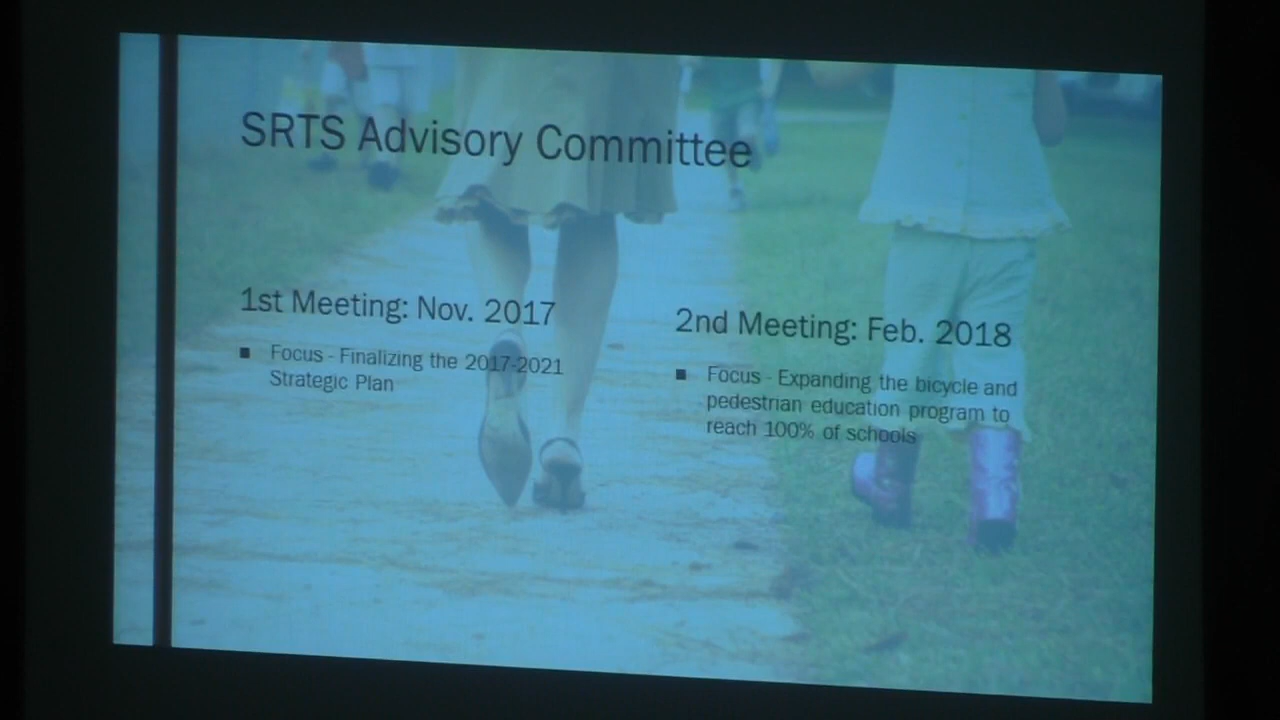 SRTS Advisory Committee
1st Meeting: Nov. 2017
■ Focus - Finalizing the 2017-2021
Strategic Plan
2nd Meeting: Feb. 2018
■ Focus - Expanding the bicycle and
pedestrian education program to
reach 100% of schools